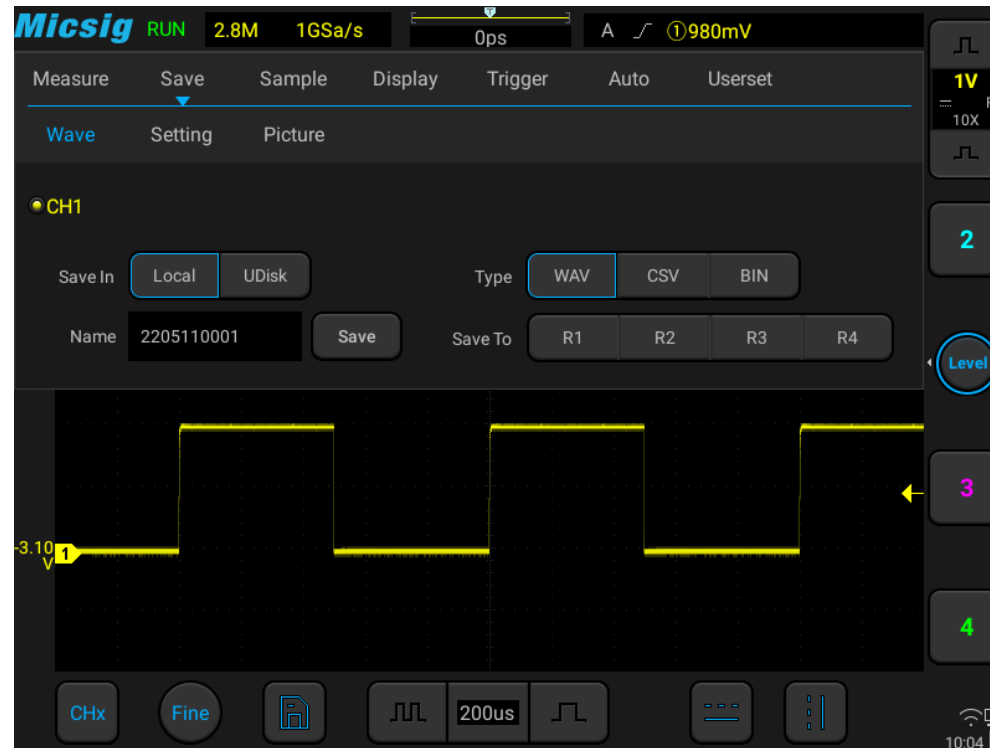 Micsig RUN 2.8M 1GSa/s T 0ps A ①980mV
Measure Save Sample Display Trigger Auto Userset
1V
F
10X
Wave Setting Picture
CH1
2
Save In Local UDisk Type WAV CSV BIN
Name 2205110001 Save Save To R1 R2 R3 R4
Level
3
-3.10
V
1
4
CHx Fine 200us
10:04